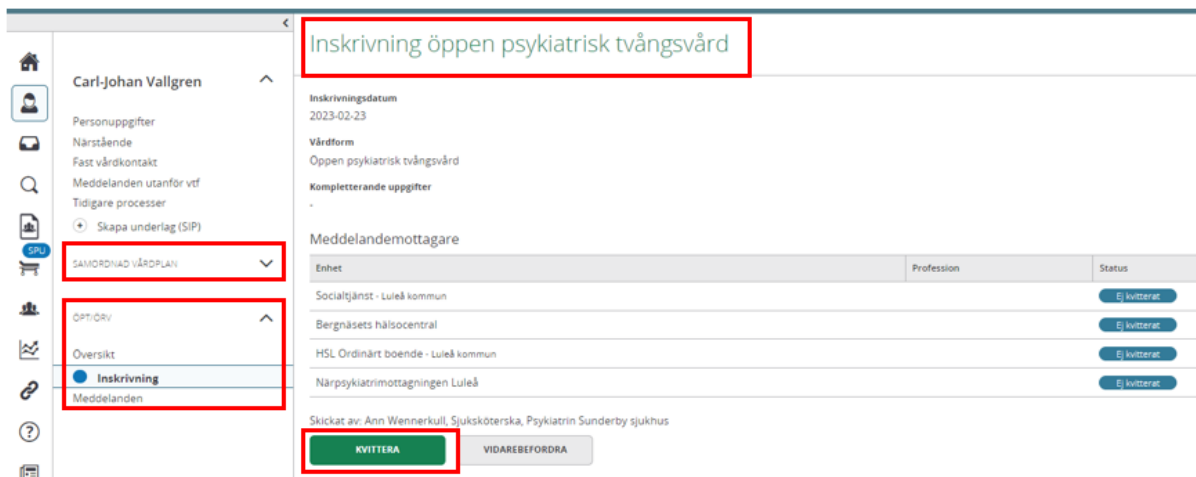 Carl-Johan Vallgren
Personuppgifter
Närstående
Fast vårdkontakt
Meddelanden utanför vtf
Tidigare processer
Skapa underlag (SIP)
SPU
SAMORDNAD VÅRDPLAN
ÖPT/ÖRV
Översikt
Inskrivning
Meddelanden
Inskrivning öppen psykiatrisk tvångsvård
Inskrivningsdatum
2023-02-23
Vårdform
Öppen psykiatrisk tvångsvård
Kompletterande uppgifter
-
Meddelandemottagare
Enhet Profession Status
Socialtjänst - Luleå kommun Ej kvitterat
Bergnäsets hälsocentral Ej kvitterat
HSL Ordinärt boende - Luleå kommun Ej kvitterat
Närpsykiatrimottagningen Luleå Ej kvitterat
Skickat av: Ann Wennerkull, Sjuksköterska, Psykiatrin Sunderby sjukhus
KVITTERA VIDAREBEFORDRA